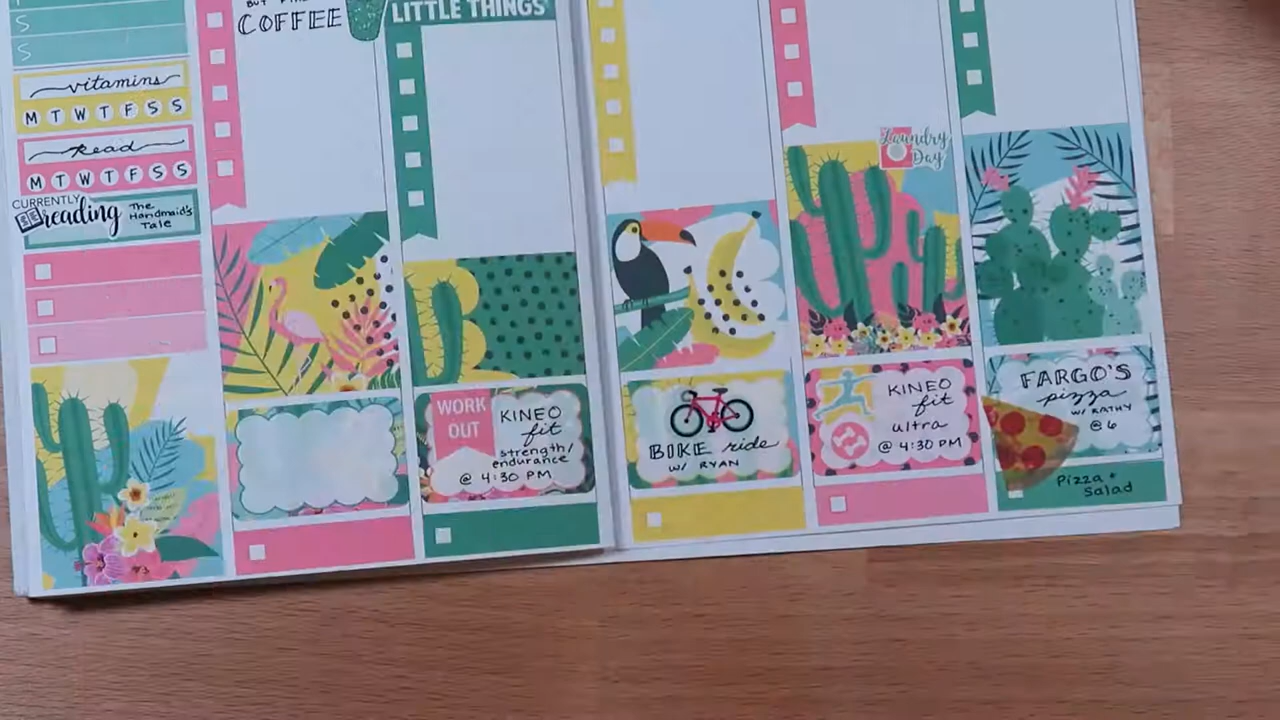 S
S
vitamins
M T W T F S S
Read
M T W T F S S
CURRENTLY
BE reading
The
Handmaid's
Tale
COFFEE
LITTLE THINGS
WORK
OUT
KINEO
fit
strength/
endurance
@ 4:30 PM
BIKE ride
W/ RYAN
Laundry
Day
KINEO
fit
ultra
@ 4:30 PM
FARGO'S
pizza
W/ KATHY
@ 6
Pizza +
Salad